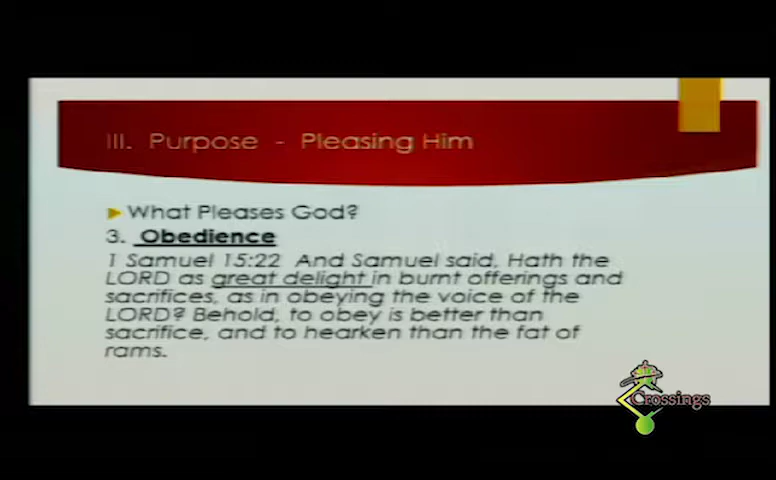 III. Purpose - Pleasing Him
What Pleases God?
3. Obedience
1 Samuel 15:22 And Samuel said, Hath the
LORD as great delight in burnt offerings and
sacrifices, as in obeying the voice of the
LORD? Behold, to obey is better than
sacrifice, and to hearken than the fat of
rams.
Crossings